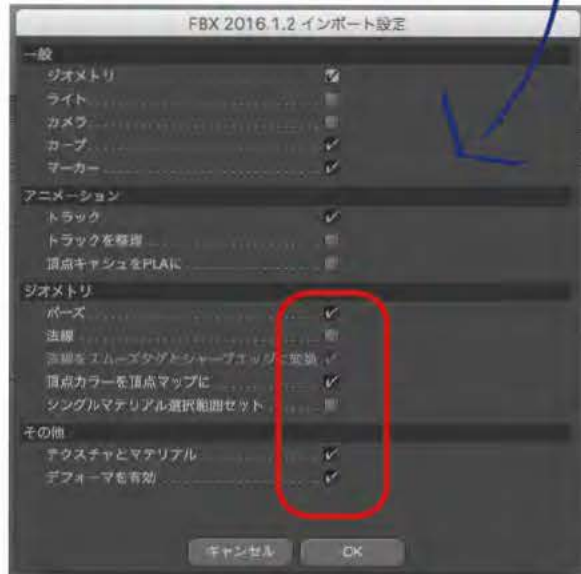 FBX 2016.1.2 インポート設定
一般
ジオメトリ
ライト
カメラ
カーブ
マーカー
アニメーション
トラック
トラックを整理
頂点キャシュをPLAに
ジオメトリ
ポーズ
法線
法線をスムーズタグとシャープエッジに変換
頂点カラーを頂点マップに
シングルマテリアル選択範囲セット
その他
テクスチャとマテリアル
デフォーマを有効
キャンセル OK